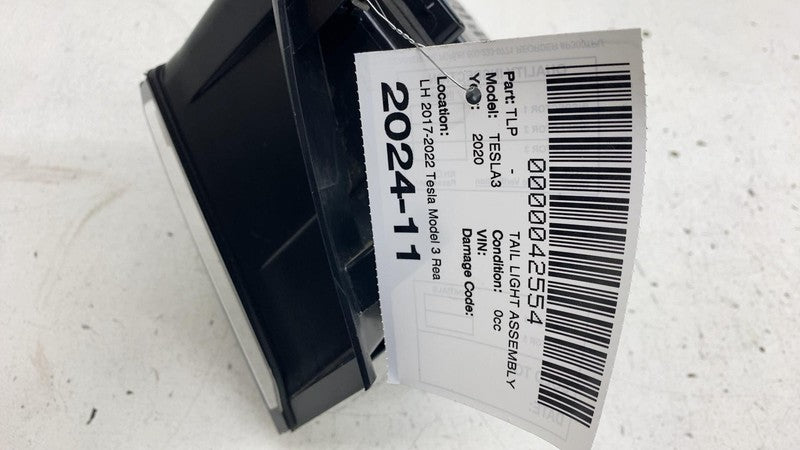 0000042554
Part: TLP - TAIL LIGHT ASSEMBLY
Model: TESLA3 Condition: 0cc
2020 VIN:
Damage Code:
Location:
LH 2017-2022 Tesla Model 3 Rea
2024-11